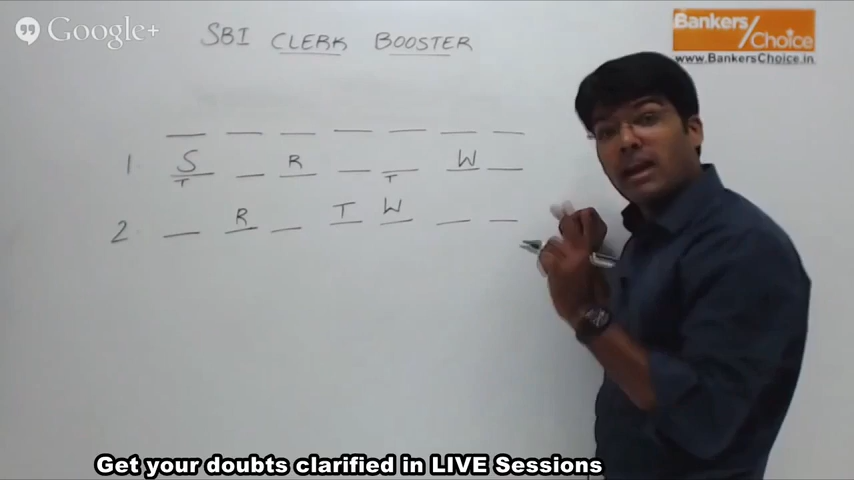 Google+
SBI CLERK BOOSTER
Bankers/
Choice
www.BankersChoice.in
1 S R W
T T
2 R T W
Get your doubts clarified in LIVE Sessions